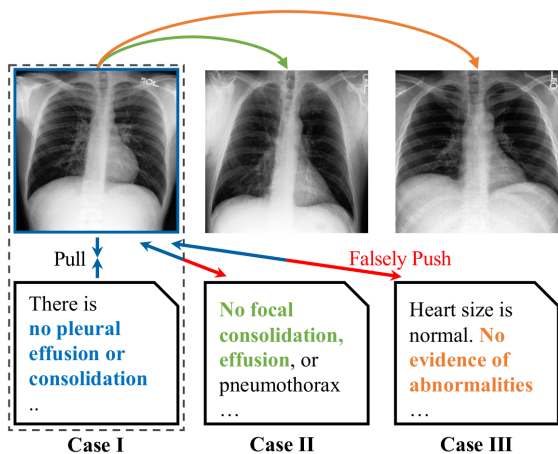 Pull
Falsely Push
There is
no pleural
effusion or
consolidation
..
No focal
consolidation,
effusion, or
pneumothorax
…
Heart size is
normal. No
evidence of
abnormalities
…
Case I
Case II
Case III